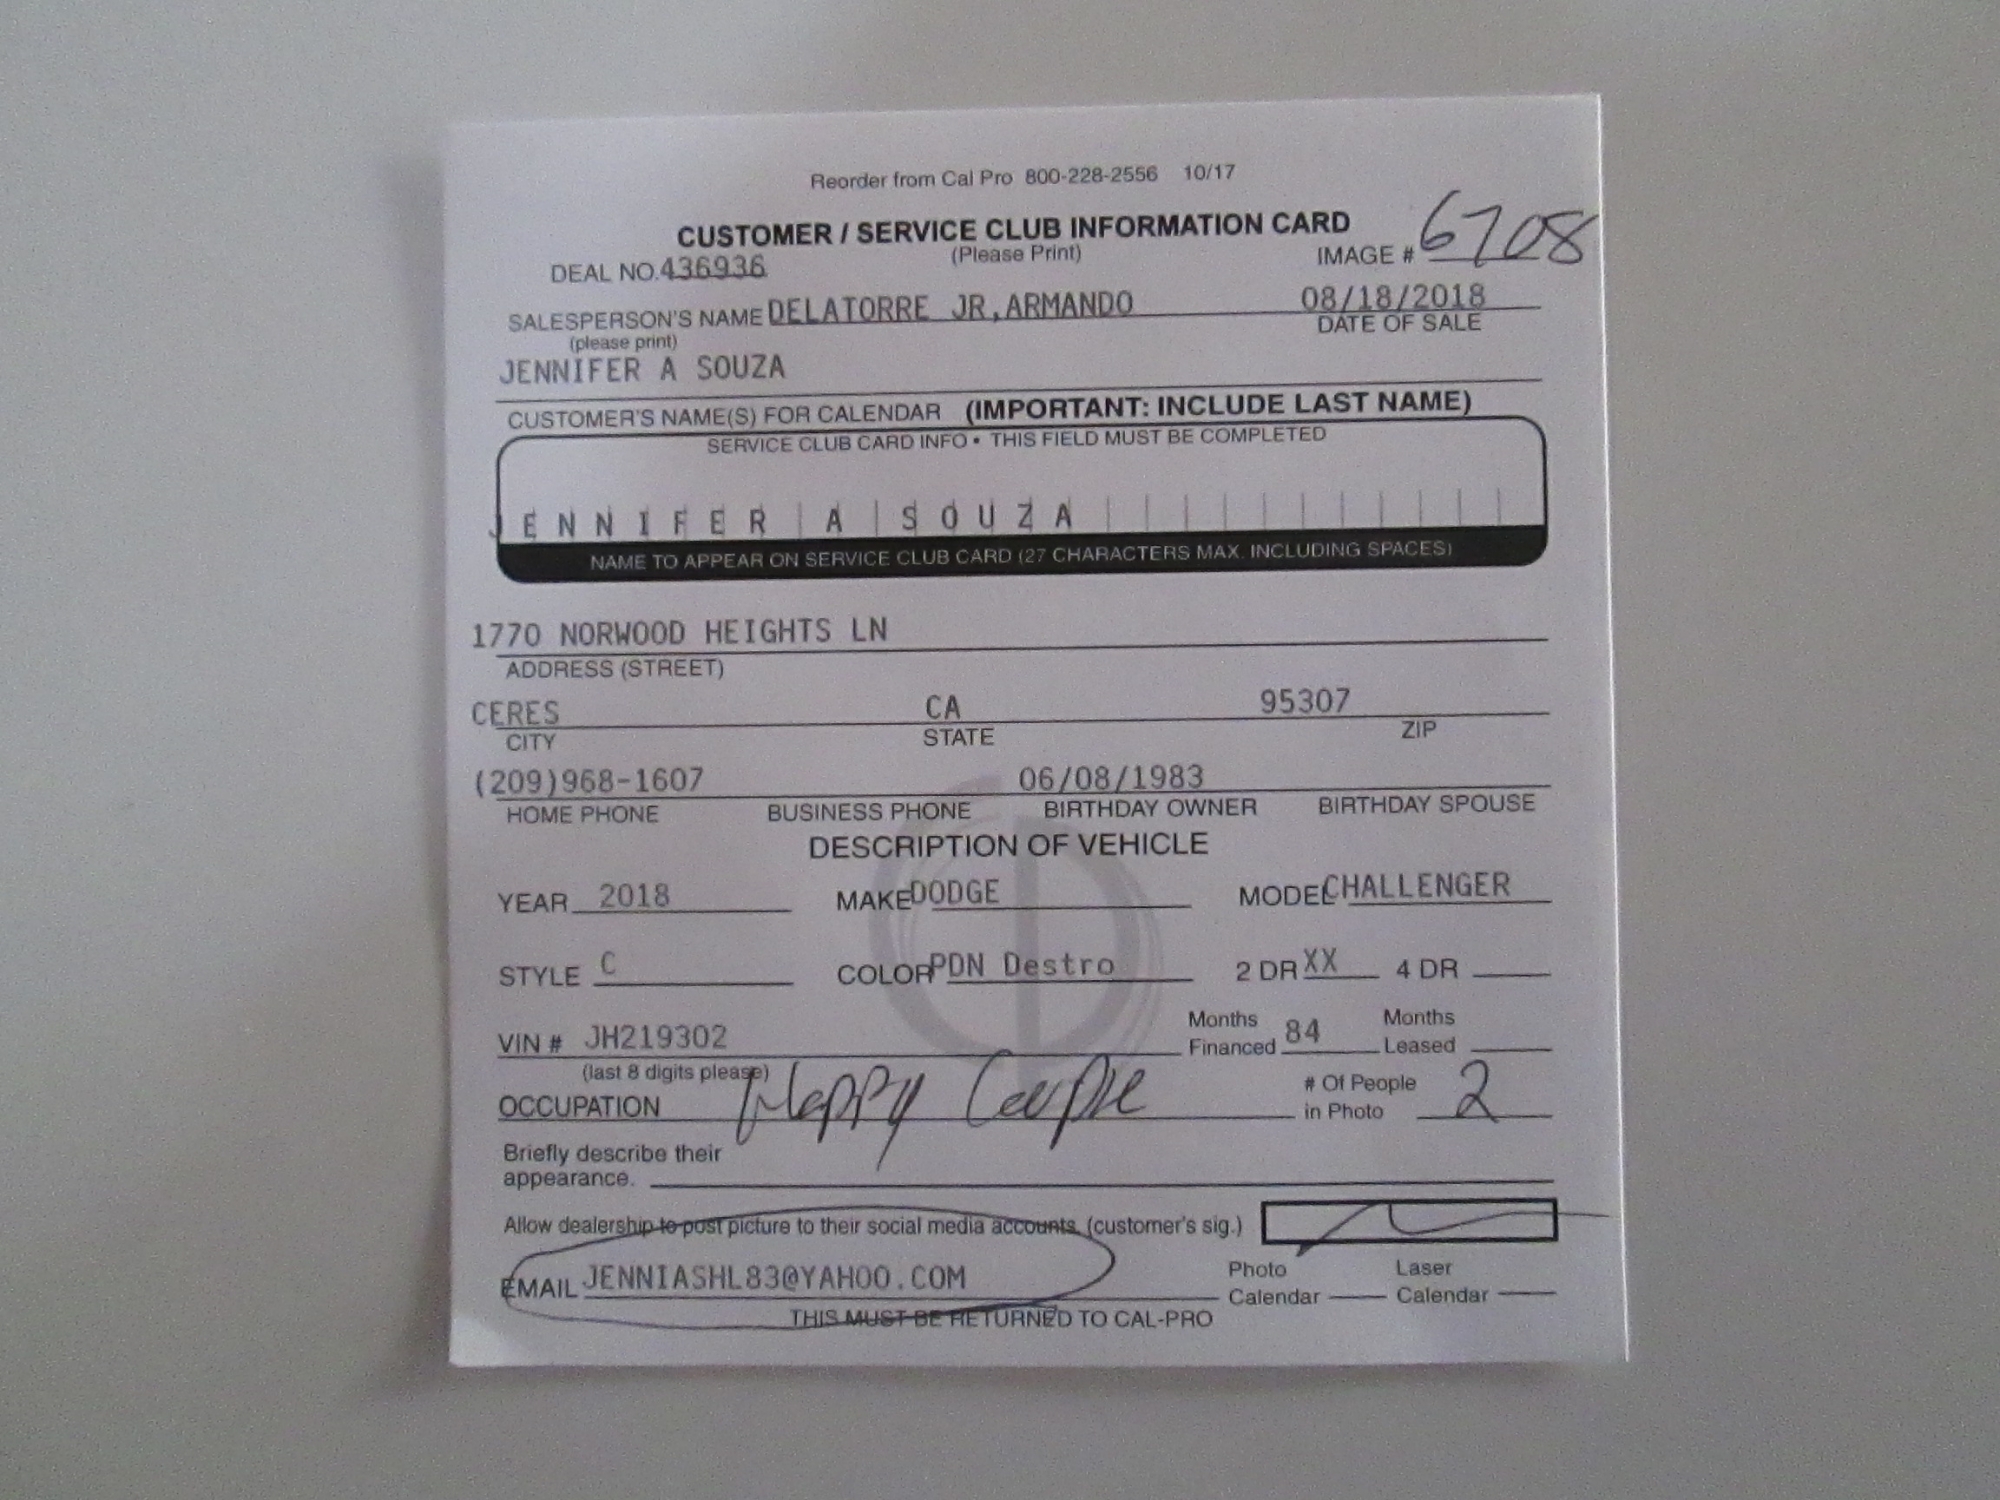 Reorder from Cal Pro 800-228-2556 10/17
CUSTOMER / SERVICE CLUB INFORMATION CARD
(Please Print)
DEAL NO. 436936 IMAGE # 6708
SALESPERSON'S NAME DELATORRE JR,ARMANDO 08/18/2018
(please print) DATE OF SALE
JENNIFER A SOUZA
CUSTOMER'S NAME(S) FOR CALENDAR (IMPORTANT: INCLUDE LAST NAME)
SERVICE CLUB CARD INFO • THIS FIELD MUST BE COMPLETED
JENNIFER A SOUZA
NAME TO APPEAR ON SERVICE CLUB CARD (27 CHARACTERS MAX. INCLUDING SPACES)
1770 NORWOOD HEIGHTS LN
ADDRESS (STREET)
CERES CA 95307
CITY STATE ZIP
(209)968-1607 06/08/1983
HOME PHONE BUSINESS PHONE BIRTHDAY OWNER BIRTHDAY SPOUSE
DESCRIPTION OF VEHICLE
YEAR 2018 MAKE DODGE MODEL CHALLENGER
STYLE C COLOR PDN Destro 2 DR XX 4 DR
VIN # JH219302 Months Financed 84 Months Leased
(last 8 digits please)
OCCUPATION Happy Couple # Of People in Photo 2
Briefly describe their
appearance.
Allow dealership to post picture to their social media accounts. (customer's sig.)
EMAIL JENNIASHL83@YAHOO.COM Photo Calendar Laser Calendar
THIS MUST BE RETURNED TO CAL-PRO